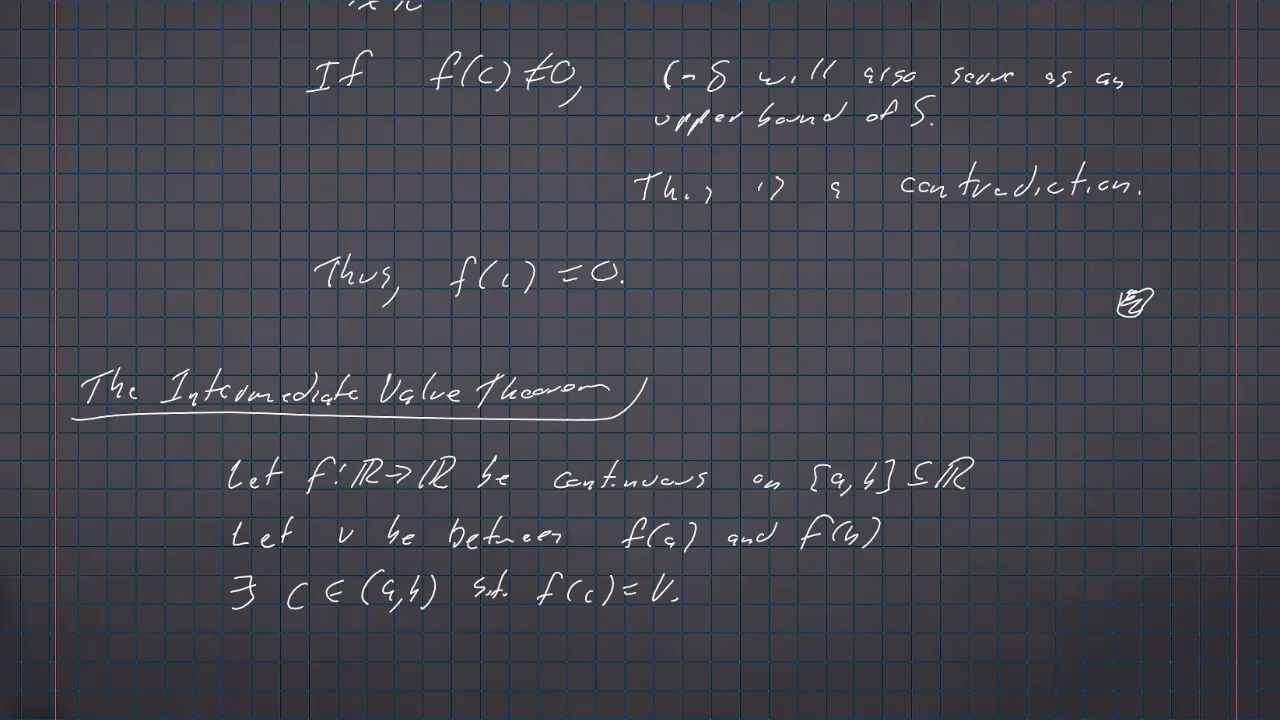 If f(c) ≠ 0, c-δ will also serve as an
upper bound of S.
This is a contradiction.
Thus, f(c) = 0.
The Intermediate Value Theorem
Let f: ℝ→ℝ be continuous on [a,b] ⊆ ℝ
Let v be between f(a) and f(b)
∃ c ∈ (a,b) s.t. f(c) = v.